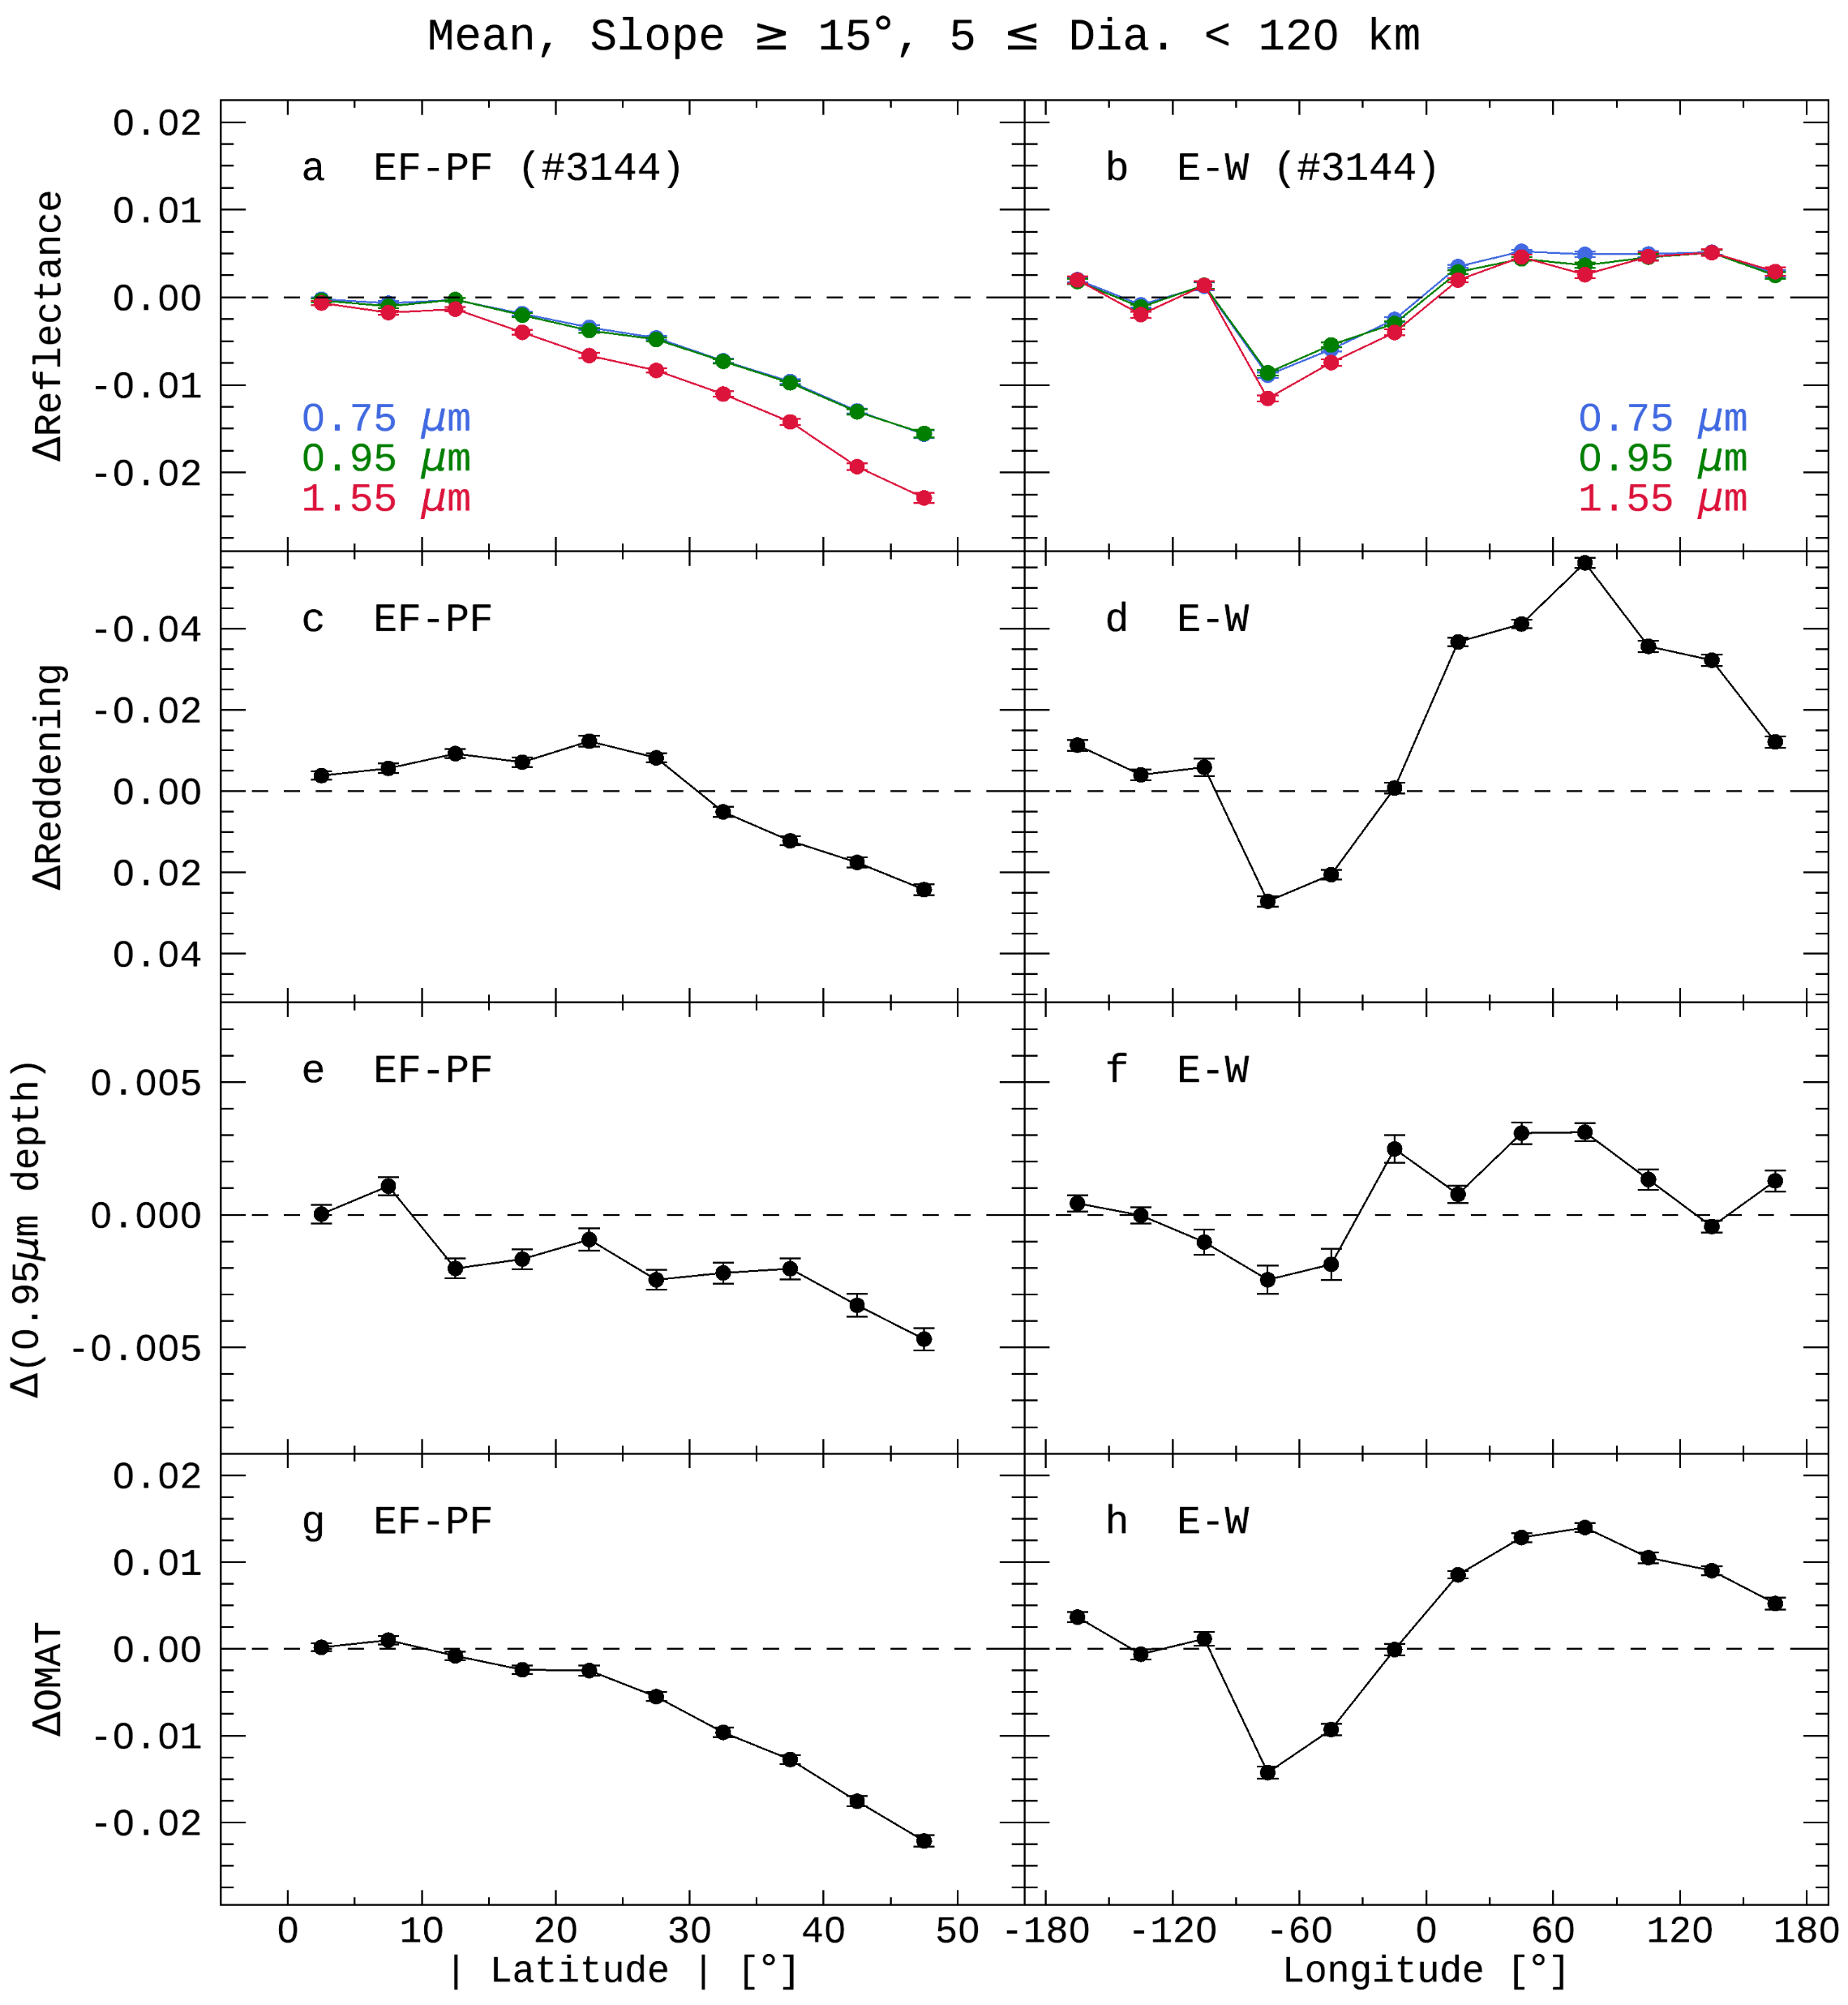 Mean, Slope ≥ 15°, 5 ≤ Dia. < 120 km
a EF-PF (#3144)
b E-W (#3144)
ΔReflectance
0.02
0.01
0.00
-0.01
-0.02
0.75 μm
0.95 μm
1.55 μm
0.75 μm
0.95 μm
1.55 μm
c EF-PF
d E-W
ΔReddening
-0.04
-0.02
0.00
0.02
0.04
e EF-PF
f E-W
Δ(0.95μm depth)
0.005
0.000
-0.005
g EF-PF
h E-W
ΔOMAT
0.02
0.01
0.00
-0.01
-0.02
0 10 20 30 40 50
-180 -120 -60 0 60 120 180
| Latitude | [°]
Longitude [°]